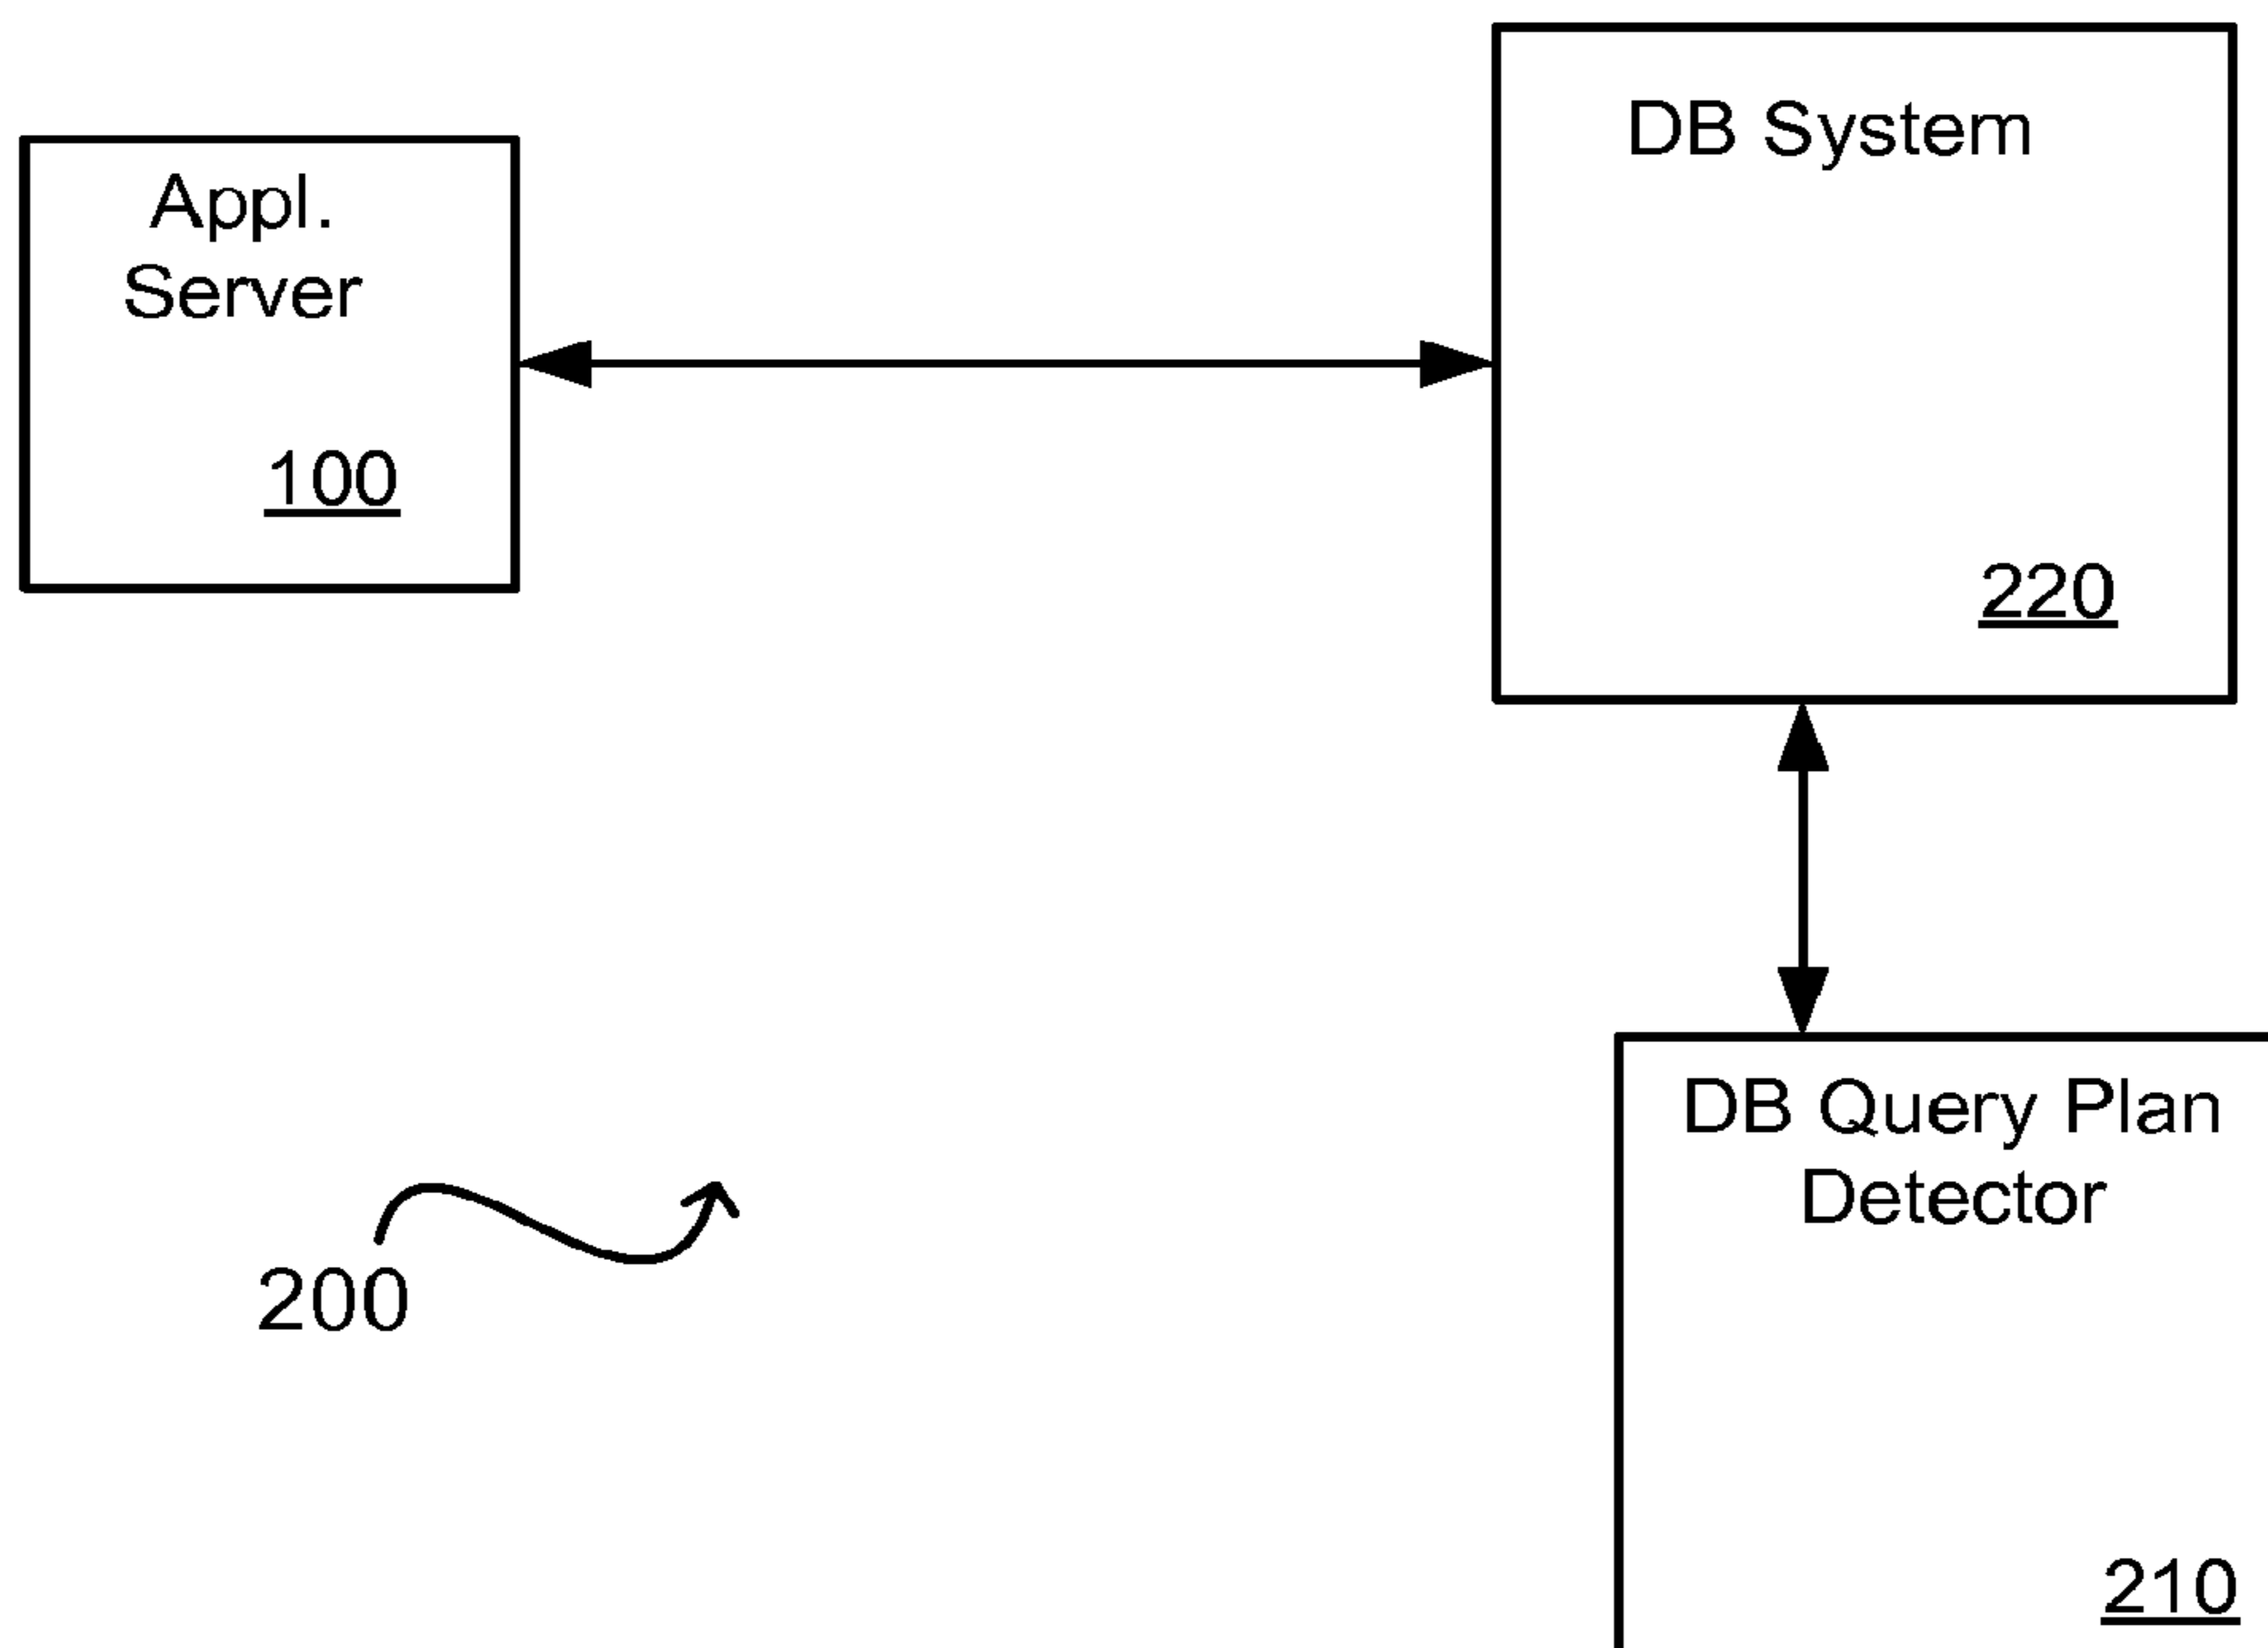 Appl.
Server
100
DB System
220
DB Query Plan
Detector
210
200